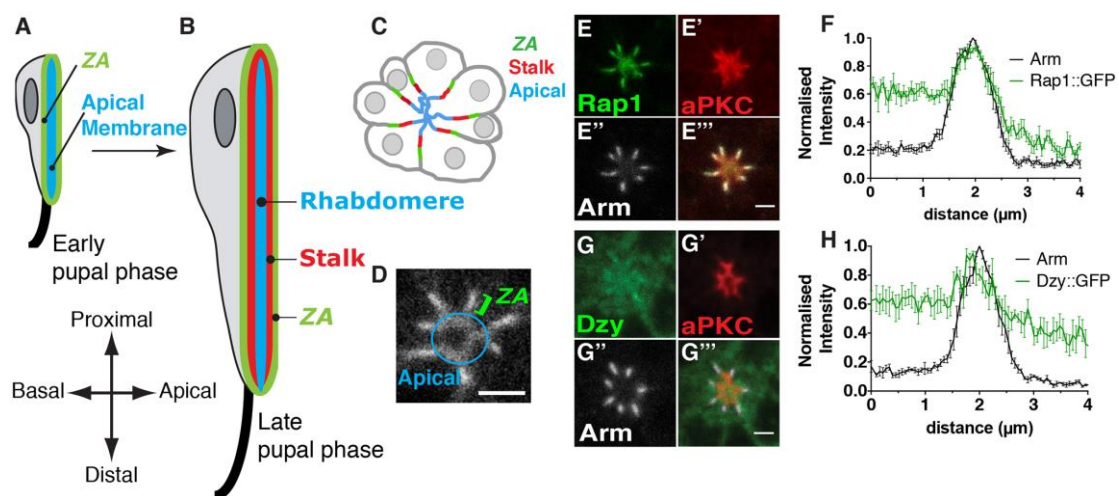 A
ZA
Apical
Membrane
Early
pupal phase
Proximal
Basal
Apical
Distal
B
Rhabdomere
Stalk
ZA
Late
pupal phase
C
ZA
Stalk
Apical
D
ZA
Apical
E
Rap1
E'
aPKC
E''
Arm
E'''
F
Normalised
Intensity
1.0
0.8
0.6
0.4
0.2
0.0
0
1
2
3
4
distance (µm)
Arm
Rap1::GFP
G
Dzy
G'
aPKC
G''
Arm
G'''
H
Normalised
Intensity
1.0
0.8
0.6
0.4
0.2
0.0
0
1
2
3
4
distance (µm)
Arm
Dzy::GFP